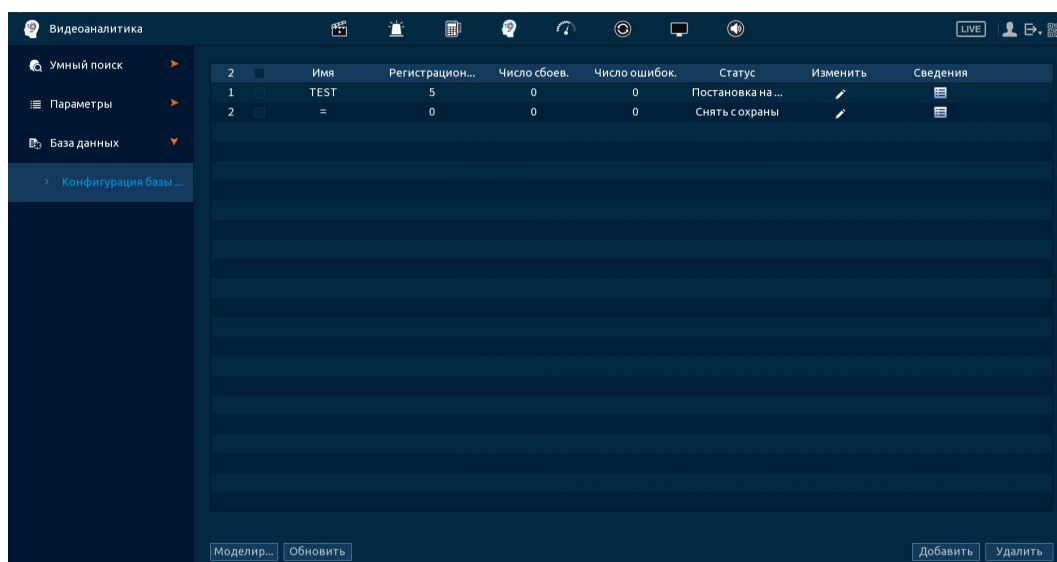 Видеоаналитика
LIVE
Умный поиск
Параметры
База данных
Конфигурация базы ...
2 Имя Регистрацион... Число сбоев. Число ошибок. Статус Изменить Сведения
1 TEST 5 0 0 Постановка на ...
2 = 0 0 0 Снять с охраны
Моделир... Обновить Добавить Удалить